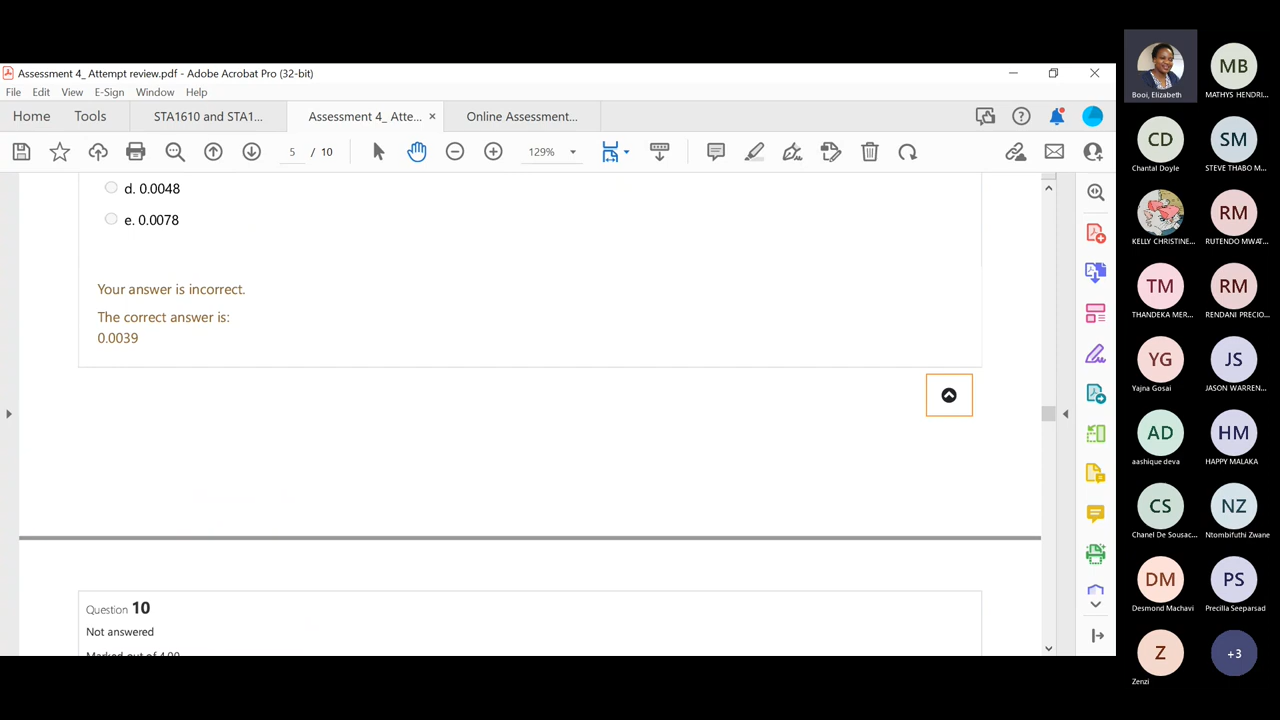 Assessment 4_ Attempt review.pdf - Adobe Acrobat Pro (32-bit)
File Edit View E-Sign Window Help
Home Tools STA1610 and STA1... Assessment 4_ Atte... × Online Assessment...
5 / 10 129%
d. 0.0048
e. 0.0078
Your answer is incorrect.
The correct answer is:
0.0039
Question 10
Not answered
Marked out of 4.00
Booi, Elizabeth
MB
MATHYS HENDRI...
CD
Chantal Doyle
SM
STEVE THABO M...
KELLY CHRISTINE...
RM
RUTENDO MWAT...
TM
THANDEKA MER...
RM
RENDANI PRECIO...
YG
Yajna Gosai
JS
JASON WARREN...
AD
aashique deva
HM
HAPPY MALAKA
CS
Chanel De Sousac...
NZ
Ntombifuthi Zwane
DM
Desmond Machavi
PS
Precilla Seeparsad
Z
Zenzi
+3